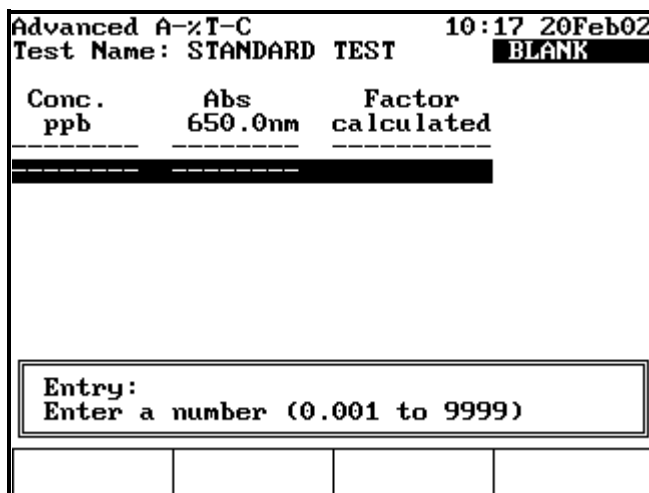 Advanced A-%T-C 10:17 20Feb02
Test Name: STANDARD TEST BLANK
Conc. Abs Factor
ppb 650.0nm calculated
-------- -------- ----------
-------- --------
Entry:
Enter a number (0.001 to 9999)